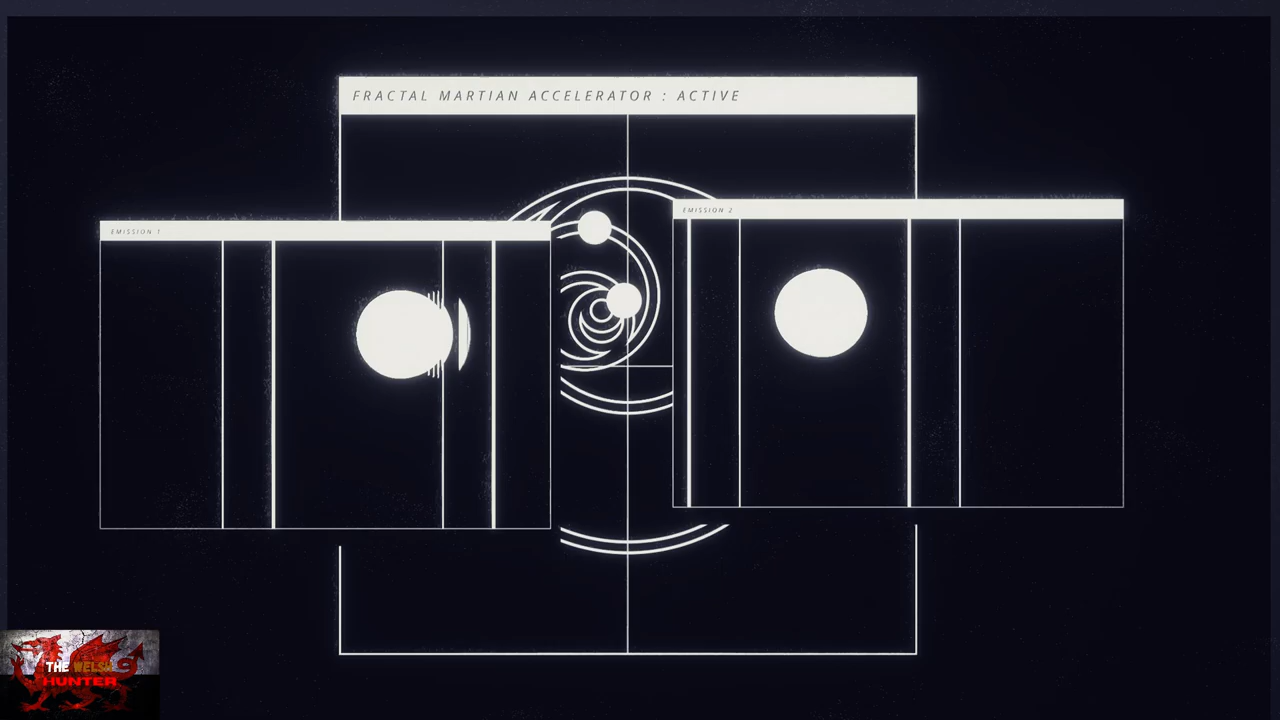 FRACTAL MARTIAN ACCELERATOR : ACTIVE
EMISSION 2
EMISSION 1
THE WELSH
HUNTER